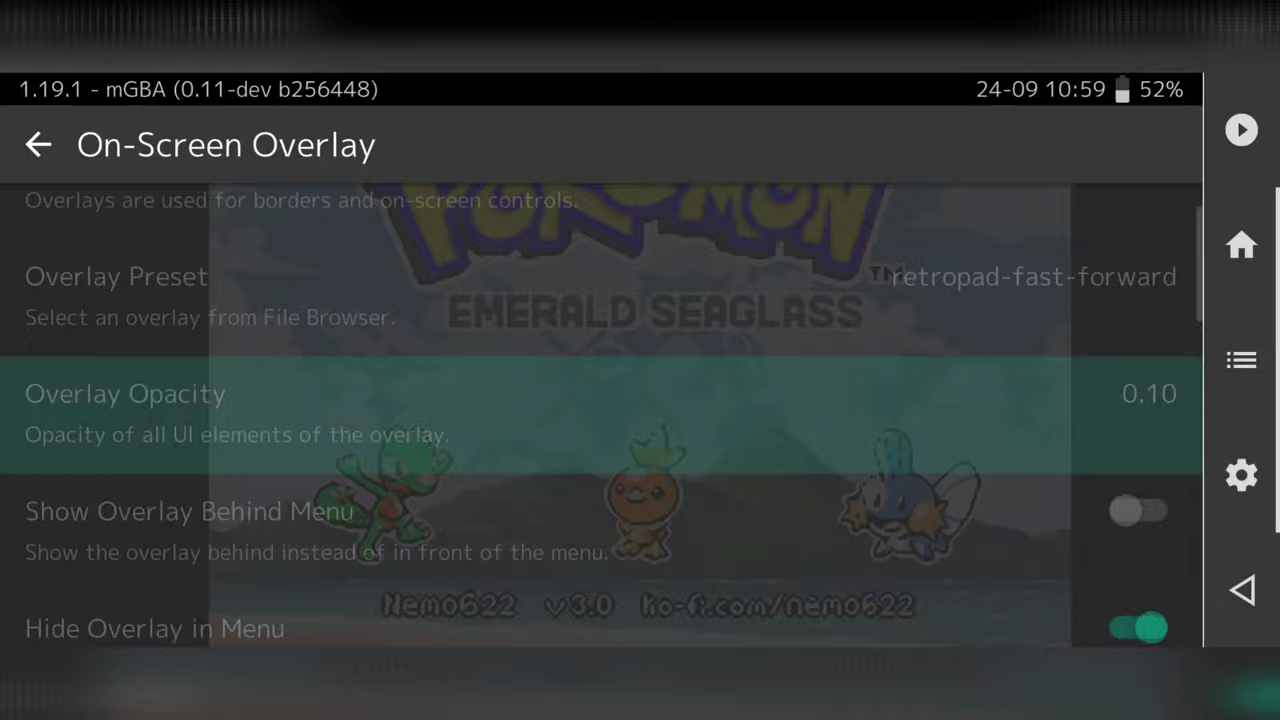 1.19.1 - mGBA (0.11-dev b256448)
24-09 10:59 52%
On-Screen Overlay
Overlays are used for borders and on-screen controls.
POKéMON
Overlay Preset
™
retropad-fast-forward
EMERALD SEAGLASS
Select an overlay from File Browser.
Overlay Opacity
0.10
Opacity of all UI elements of the overlay.
Show Overlay Behind Menu
Show the overlay behind instead of in front of the menu.
Nemo622 v3.0 ko-fi.com/nemo622
Hide Overlay in Menu